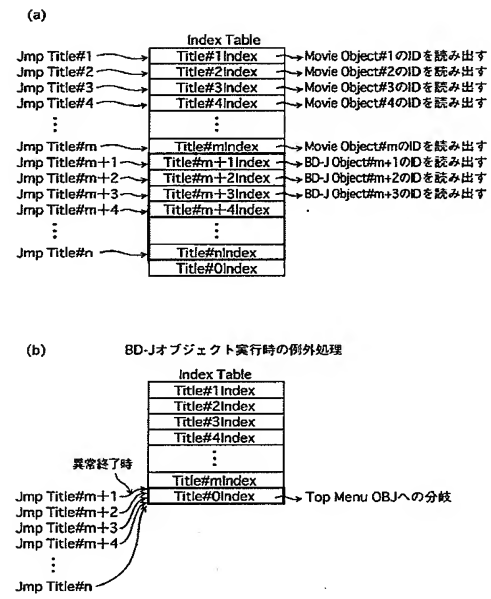 (a)
Index Table
Jmp Title#1 Title#1Index Movie Object#1のIDを読み出す
Jmp Title#2 Title#2Index Movie Object#2のIDを読み出す
Jmp Title#3 Title#3Index Movie Object#3のIDを読み出す
Jmp Title#4 Title#4Index Movie Object#4のIDを読み出す
Jmp Title#m Title#mIndex Movie Object#mのIDを読み出す
Jmp Title#m+1 Title#m+1Index BD-J Object#m+1のIDを読み出す
Jmp Title#m+2 Title#m+2Index BD-J Object#m+2のIDを読み出す
Jmp Title#m+3 Title#m+3Index BD-J Object#m+3のIDを読み出す
Jmp Title#m+4 Title#m+4Index
Jmp Title#n Title#nIndex
Title#0Index
(b) BD-Jオブジェクト実行時の例外処理
Index Table
Title#1Index
Title#2Index
Title#3Index
Title#4Index
異常終了時 Title#mIndex
Jmp Title#m+1 Title#0Index Top Menu OBJへの分岐
Jmp Title#m+2
Jmp Title#m+3
Jmp Title#m+4
Jmp Title#n